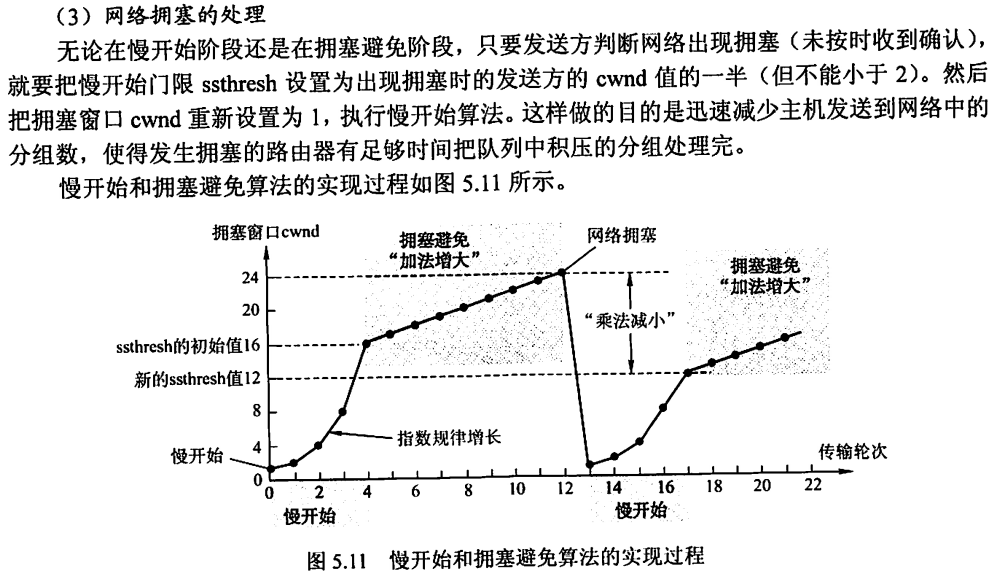 （3）网络拥塞的处理
无论在慢开始阶段还是在拥塞避免阶段，只要发送方判断网络出现拥塞（未按时收到确认），
就要把慢开始门限 ssthresh 设置为出现拥塞时的发送方的 cwnd 值的一半（但不能小于 2）。然后
把拥塞窗口 cwnd 重新设置为 1，执行慢开始算法。这样做的目的是迅速减少主机发送到网络中的
分组数，使得发生拥塞的路由器有足够时间把队列中积压的分组处理完。
慢开始和拥塞避免算法的实现过程如图 5.11 所示。
拥塞窗口cwnd
拥塞避免
“加法增大”
网络拥塞
拥塞避免
“加法增大”
24
20
“乘法减小”
ssthresh的初始值16
新的ssthresh值12
8
指数规律增长
4
慢开始
传输轮次
0
0 2 4 6 8 10 12 14 16 18 20 22
慢开始
慢开始
图 5.11 慢开始和拥塞避免算法的实现过程